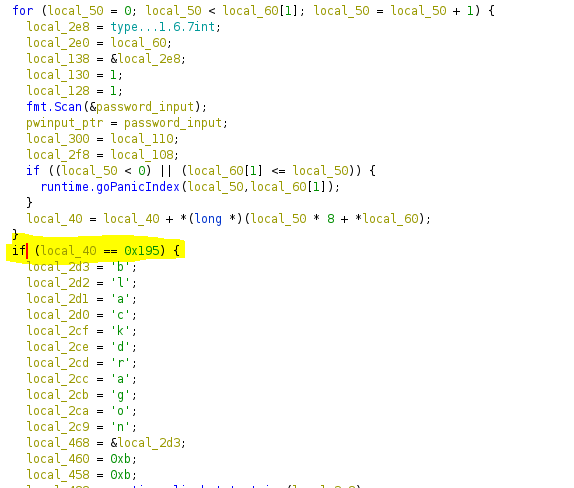 for (local_50 = 0; local_50 < local_60[1]; local_50 = local_50 + 1) {
local_2e8 = type...1.6.7int;
local_2e0 = local_60;
local_138 = &local_2e8;
local_130 = 1;
local_128 = 1;
fmt.Scan(&password_input);
pwinput_ptr = password_input;
local_300 = local_110;
local_2f8 = local_108;
if ((local_50 < 0) || (local_60[1] <= local_50)) {
runtime.goPanicIndex(local_50,local_60[1]);
}
local_40 = local_40 + *(long *)(local_50 * 8 + *local_60);
}
if (local_40 == 0x195) {
local_2d3 = 'b';
local_2d2 = 'l';
local_2d1 = 'a';
local_2d0 = 'c';
local_2cf = 'k';
local_2ce = 'd';
local_2cd = 'r';
local_2cc = 'a';
local_2cb = 'g';
local_2ca = 'o';
local_2c9 = 'n';
local_468 = &local_2d3;
local_460 = 0xb;
local_458 = 0xb;